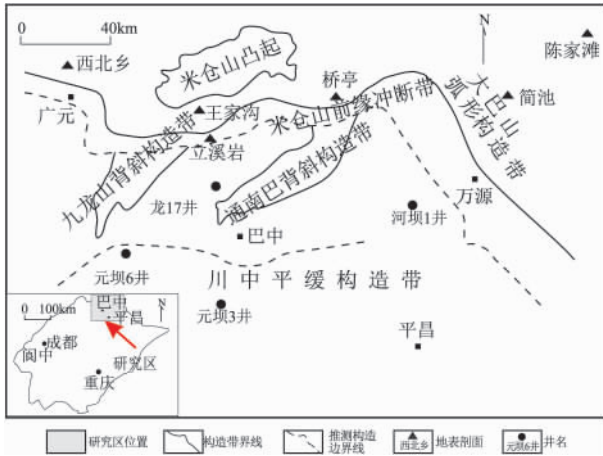 0 40km
N
陈家滩
西北乡
米仓山凸起
桥亭
大巴山弧形构造带
简池
广元
王家沟
米仓山前缘冲断带
立溪岩
九龙山背斜构造带
通南巴背斜构造带
万源
龙17井
河坝1井
巴中
元坝6井
川中平缓构造带
元坝3井
平昌
0 100km
N
巴中
平昌
成都
阆中
研究区
重庆
研究区位置
构造带界线
推测构造
边界线
西北乡
地表剖面
元坝6井
井名